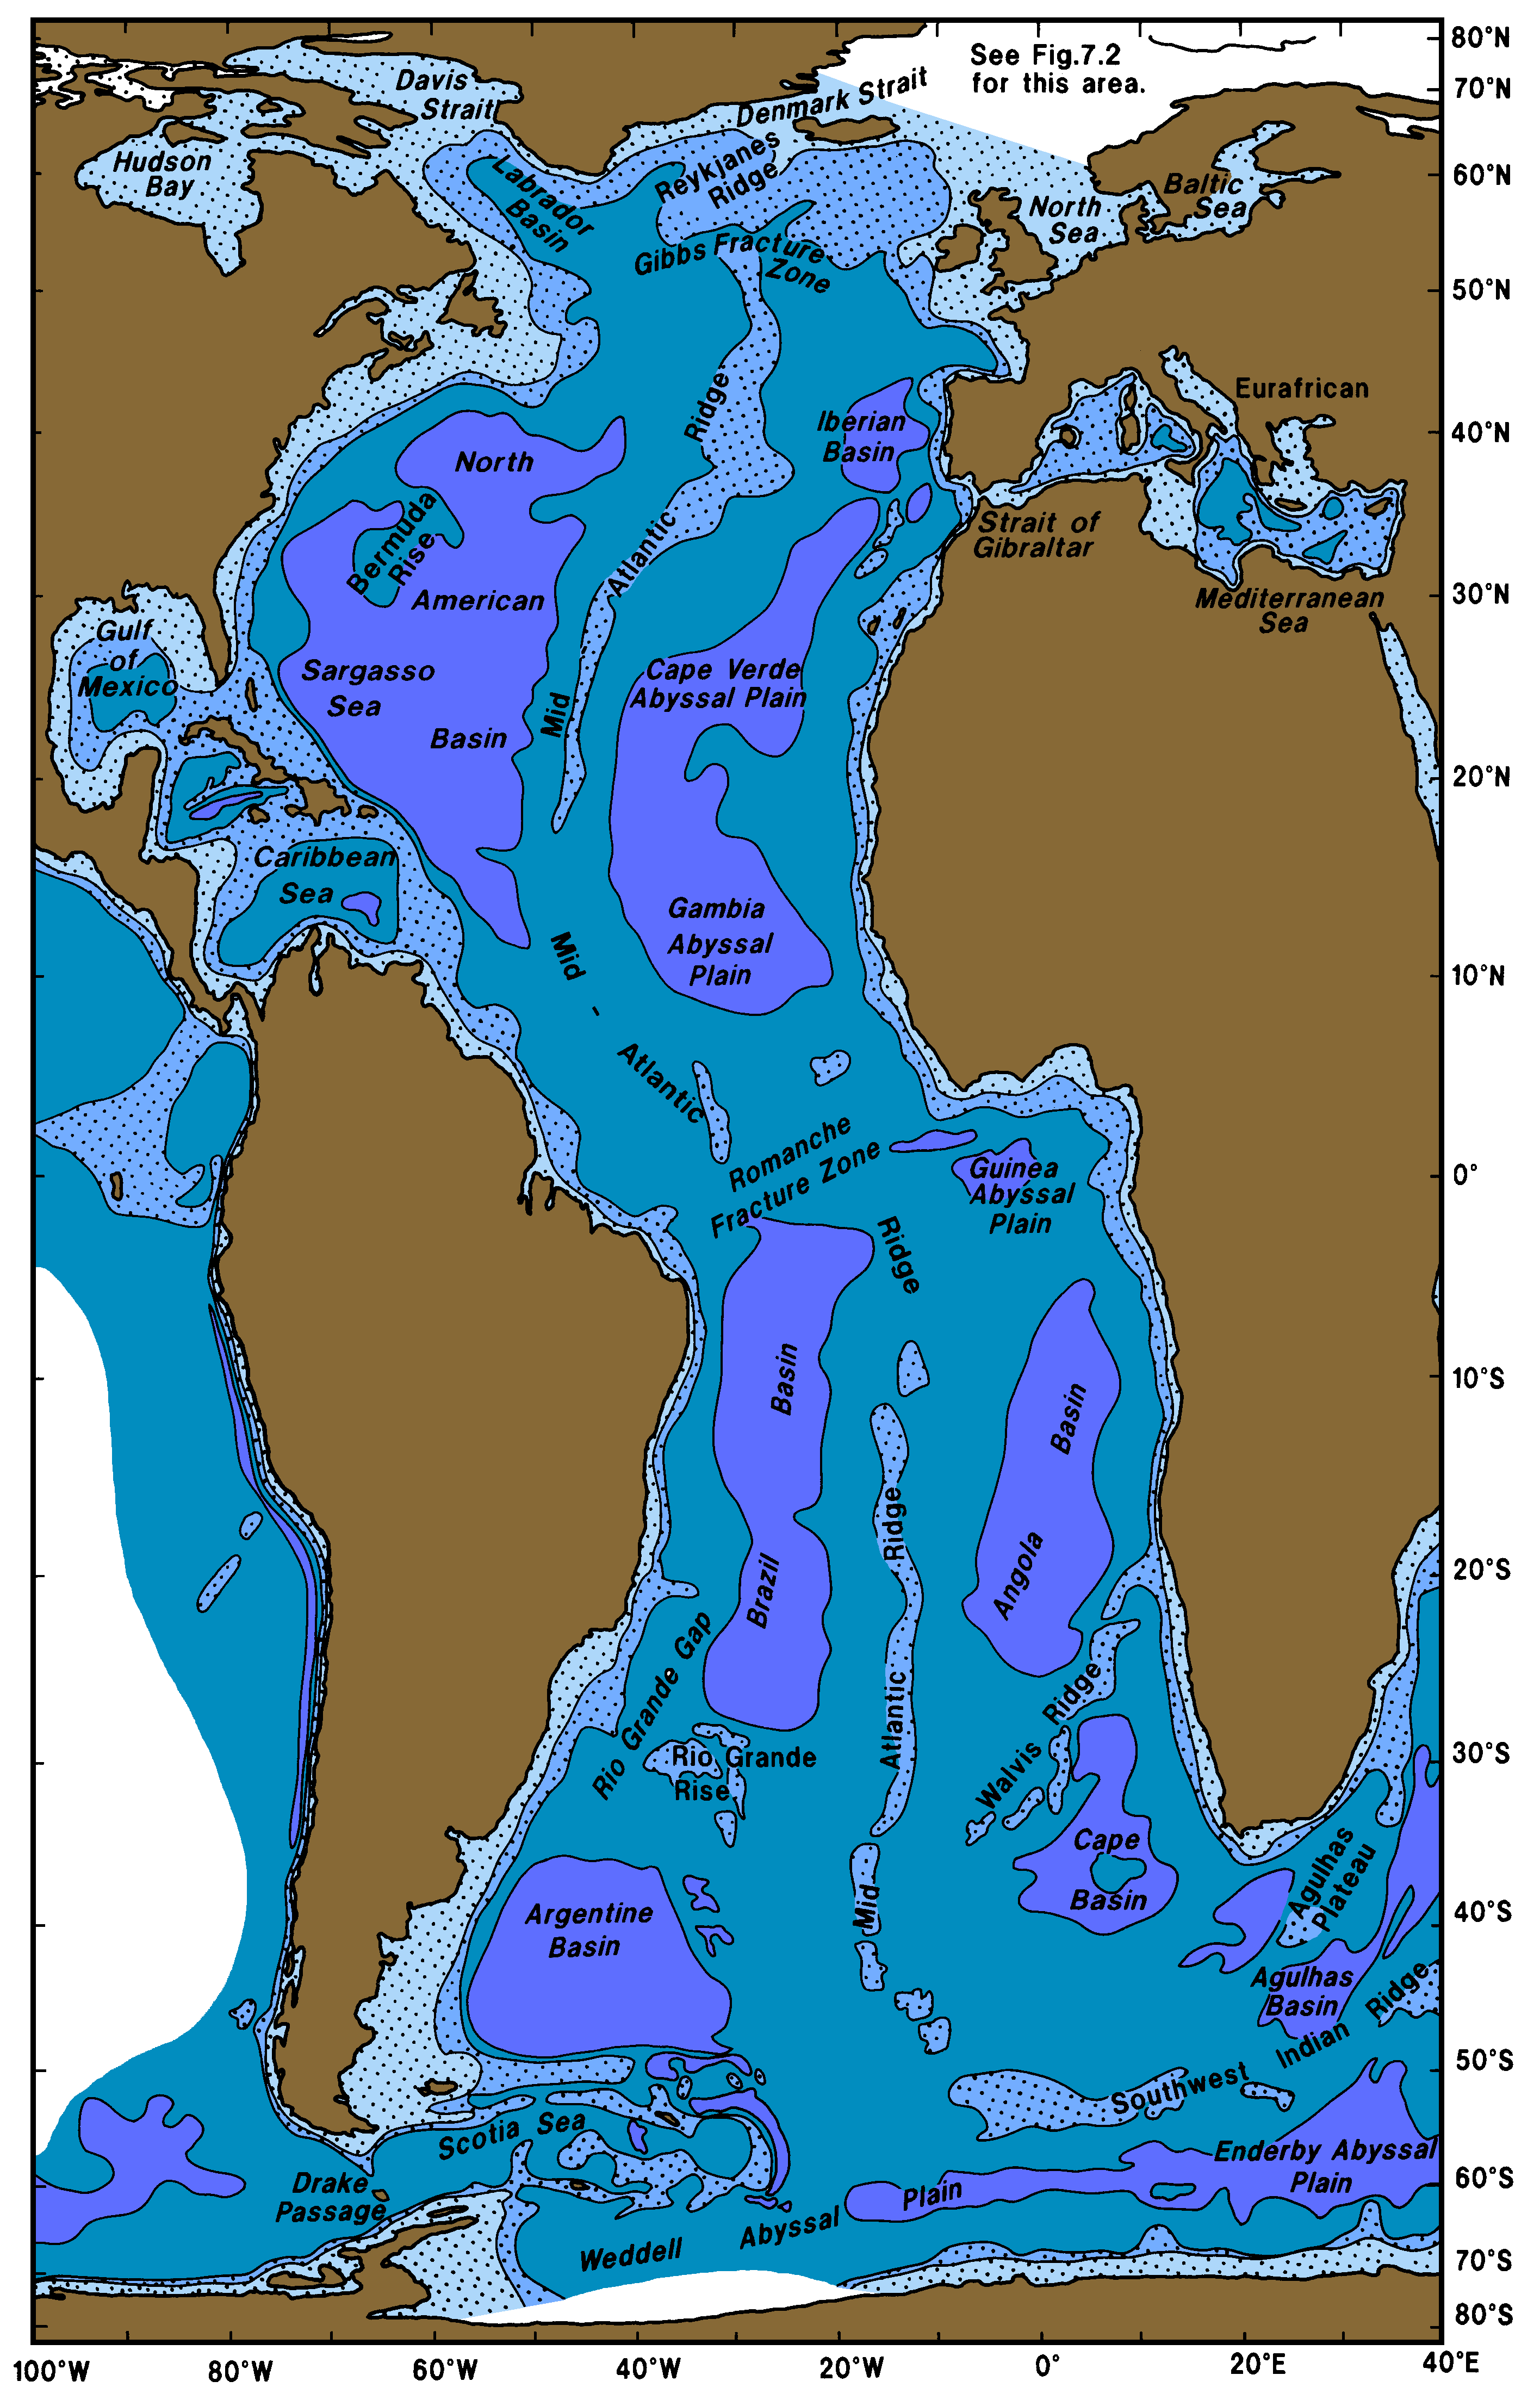 See Fig.7.2
for this area.
80°N
70°N
60°N
50°N
40°N
30°N
20°N
10°N
0°
10°S
20°S
30°S
40°S
50°S
60°S
70°S
80°S
Davis
Strait
Denmark Strait
Hudson
Bay
Labrador
Basin
Reykjanes
Ridge
North
Sea
Baltic
Sea
Gibbs Fracture
Zone
Eurafrican
Mediterranean
Sea
Iberian
Basin
Strait of
Gibraltar
North
American
Basin
Bermuda
Rise
Sargasso
Sea
Gulf
of
Mexico
Mid
Atlantic
Ridge
Cape Verde
Abyssal Plain
Caribbean
Sea
Gambia
Abyssal
Plain
Mid
-
Atlantic
Ridge
Romanche
Fracture Zone
Guinea
Abyssal
Plain
Brazil
Basin
Angola
Basin
Mid
Atlantic
Ridge
Rio Grande Gap
Rio Grande
Rise
Walvis
Ridge
Cape
Basin
Argentine
Basin
Agulhas
Plateau
Agulhas
Basin
Southwest
Indian
Ridge
Scotia Sea
Drake
Passage
Enderby Abyssal
Plain
Weddell
Abyssal
Plain
100°W
80°W
60°W
40°W
20°W
0°
20°E
40°E